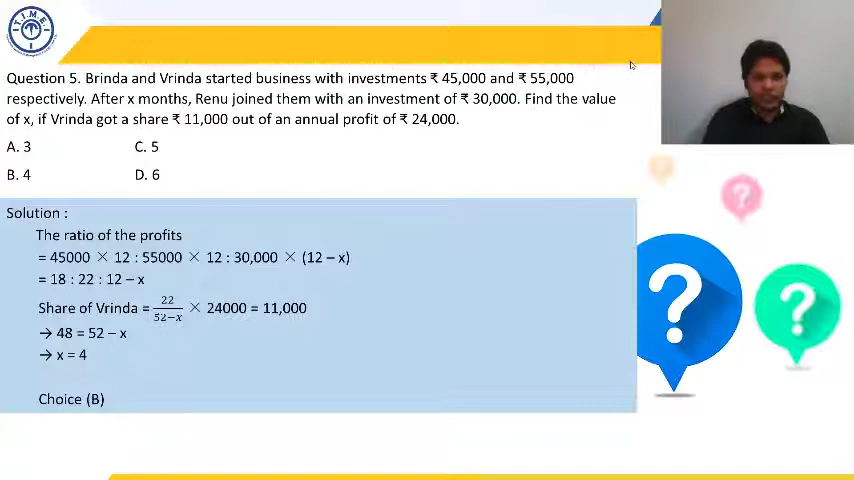 T.I.M.E.
Question 5. Brinda and Vrinda started business with investments ₹ 45,000 and ₹ 55,000
respectively. After x months, Renu joined them with an investment of ₹ 30,000. Find the value
of x, if Vrinda got a share ₹ 11,000 out of an annual profit of ₹ 24,000.
A. 3 C. 5
B. 4 D. 6
Solution :
The ratio of the profits
= 45000 × 12 : 55000 × 12 : 30,000 × (12 – x)
= 18 : 22 : 12 – x
Share of Vrinda = 22/(52−x) × 24000 = 11,000
→ 48 = 52 – x
→ x = 4
Choice (B)
? ? ? ?